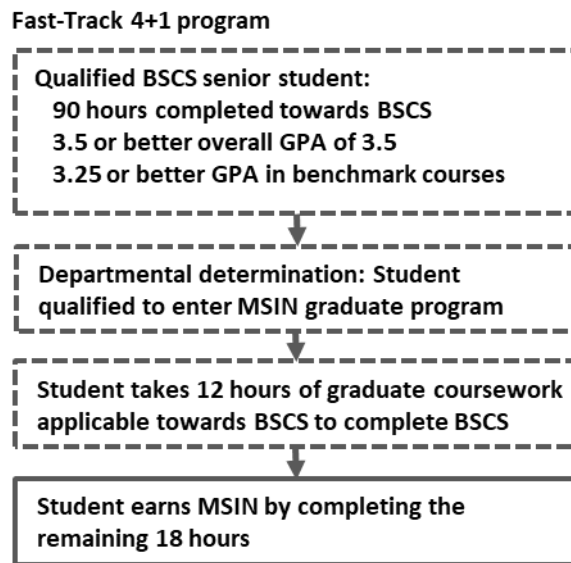 Fast-Track 4+1 program
Qualified BSCS senior student:
90 hours completed towards BSCS
3.5 or better overall GPA of 3.5
3.25 or better GPA in benchmark courses
Departmental determination: Student
qualified to enter MSIN graduate program
Student takes 12 hours of graduate coursework
applicable towards BSCS to complete BSCS
Student earns MSIN by completing the
remaining 18 hours